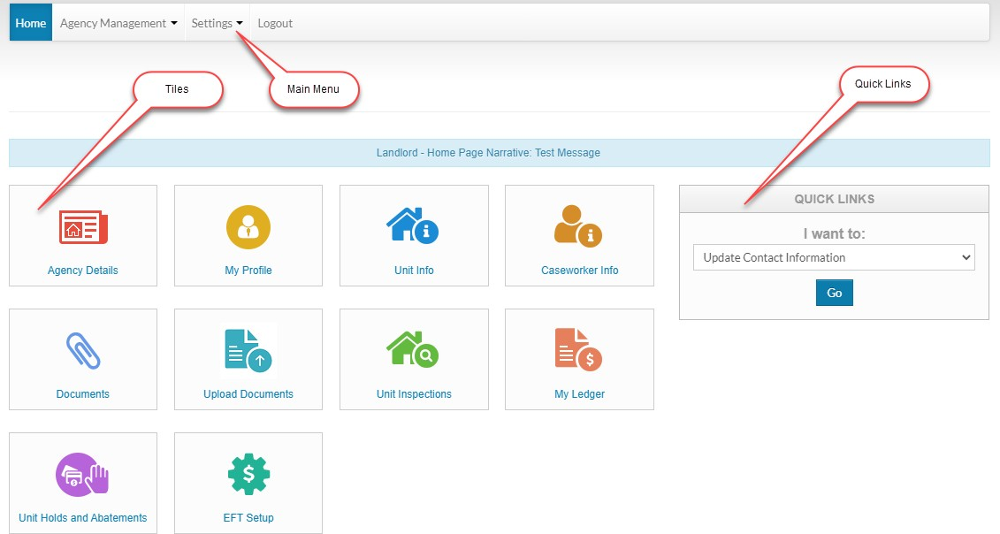 Home Agency Management Settings Logout
Tiles
Main Menu
Quick Links
Landlord - Home Page Narrative: Test Message
Agency Details
My Profile
Unit Info
Caseworker Info
QUICK LINKS
I want to:
Update Contact Information
Go
Documents
Upload Documents
Unit Inspections
My Ledger
Unit Holds and Abatements
EFT Setup